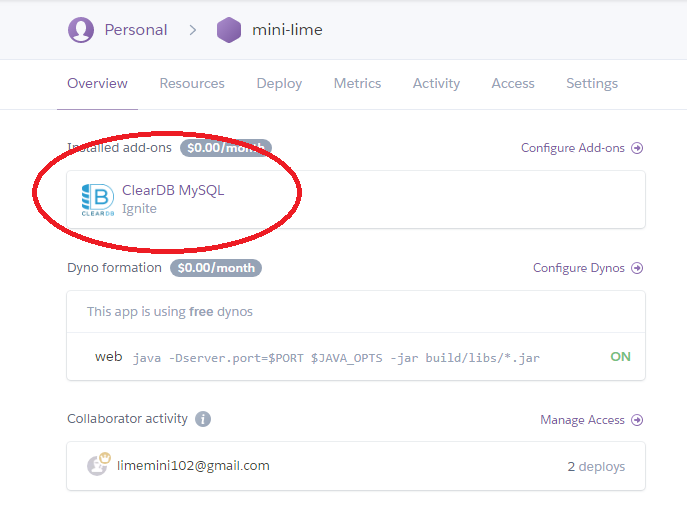 Personal > mini-lime
Overview Resources Deploy Metrics Activity Access Settings
Installed add-ons $0.00/month Configure Add-ons
ClearDB MySQL
Ignite
B
CLEARDB
Dyno formation $0.00/month Configure Dynos
This app is using free dynos
web java -Dserver.port=$PORT $JAVA_OPTS -jar build/libs/*.jar ON
Collaborator activity i Manage Access
limemini102@gmail.com 2 deploys